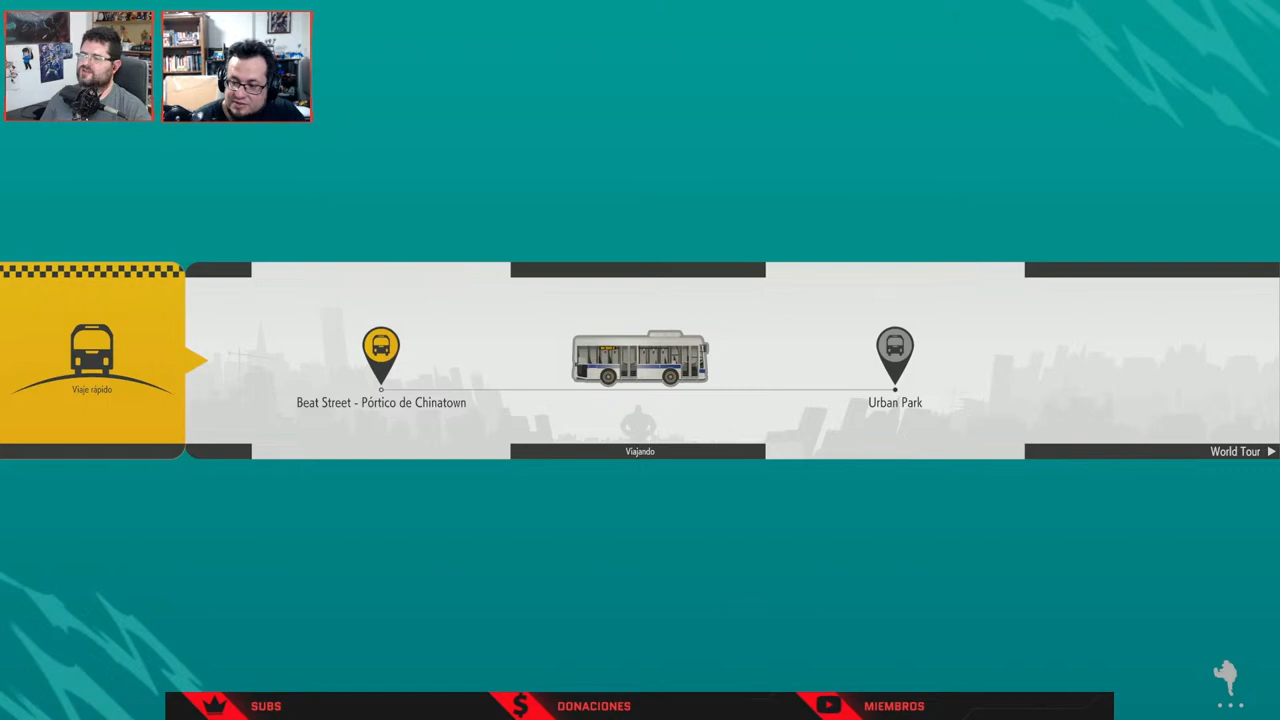 Viaje rápido
Beat Street - Pórtico de Chinatown
Urban Park
Viajando
World Tour
SUBS
DONACIONES
MIEMBROS